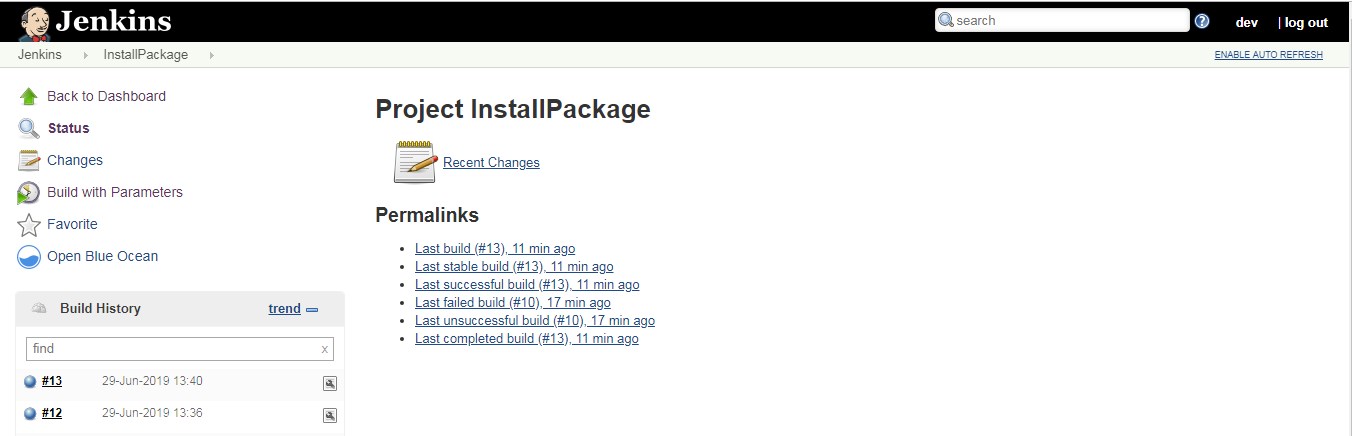 Jenkins
search
?
dev | log out
Jenkins InstallPackage
ENABLE AUTO REFRESH
Back to Dashboard
Status
Changes
Build with Parameters
Favorite
Open Blue Ocean
Build History trend
find x
#13 29-Jun-2019 13:40
#12 29-Jun-2019 13:36
Project InstallPackage
Recent Changes
Permalinks
Last build (#13), 11 min ago
Last stable build (#13), 11 min ago
Last successful build (#13), 11 min ago
Last failed build (#10), 17 min ago
Last unsuccessful build (#10), 17 min ago
Last completed build (#13), 11 min ago